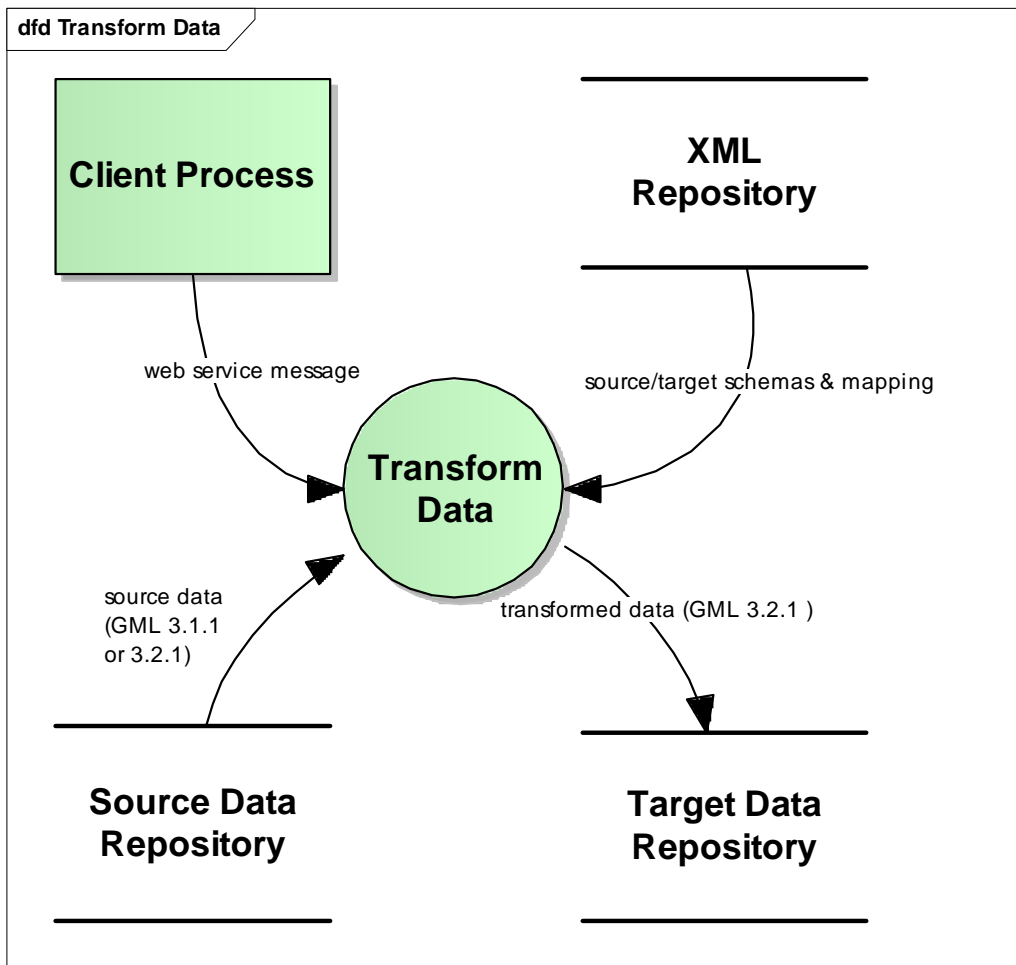 dfd Transform Data
Client Process
XML
Repository
web service message
source/target schemas & mapping
Transform
Data
source data
(GML 3.1.1
or 3.2.1)
transformed data (GML 3.2.1 )
Source Data
Repository
Target Data
Repository